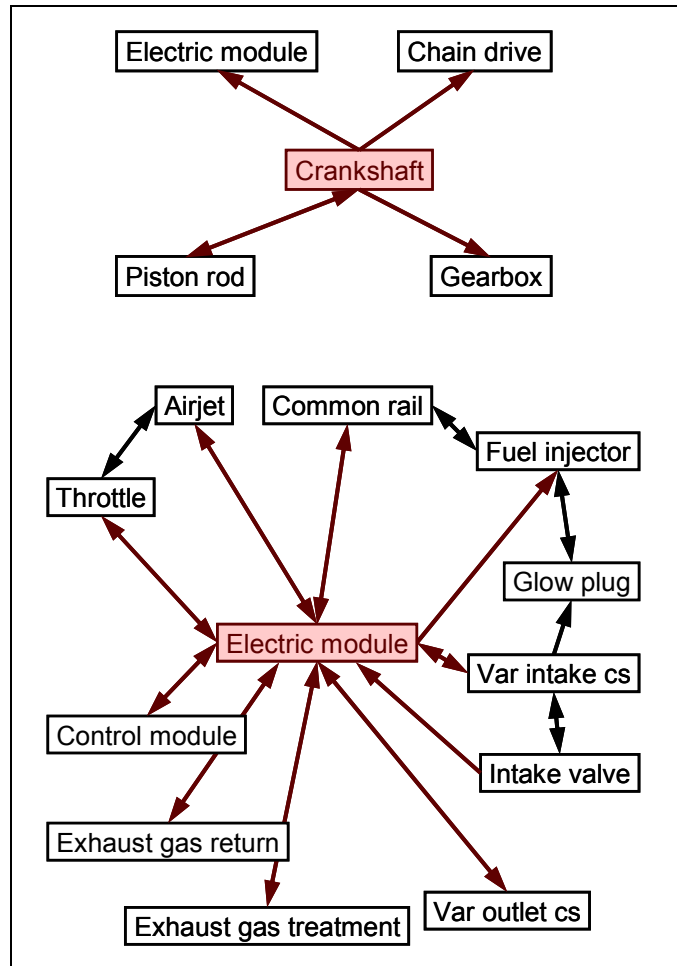 Electric module
Chain drive
Crankshaft
Piston rod
Gearbox
Airjet
Common rail
Fuel injector
Throttle
Glow plug
Electric module
Var intake cs
Control module
Intake valve
Exhaust gas return
Var outlet cs
Exhaust gas treatment